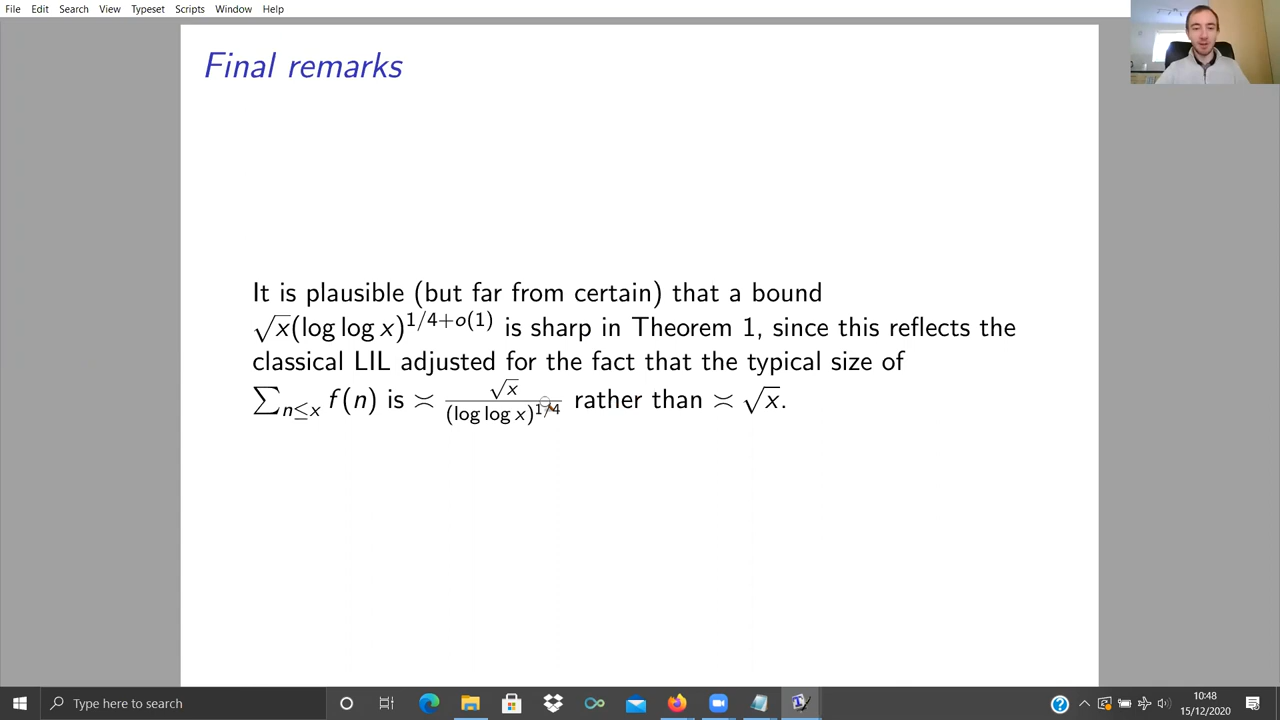 File Edit Search View Typeset Scripts Window Help
Final remarks
It is plausible (but far from certain) that a bound
√x(log log x)^{1/4+o(1)} is sharp in Theorem 1, since this reflects the
classical LIL adjusted for the fact that the typical size of
∑_{n≤x} f(n) is ≍ √x/(log log x)^{1/4} rather than ≍ √x.
Type here to search
10:48
15/12/2020